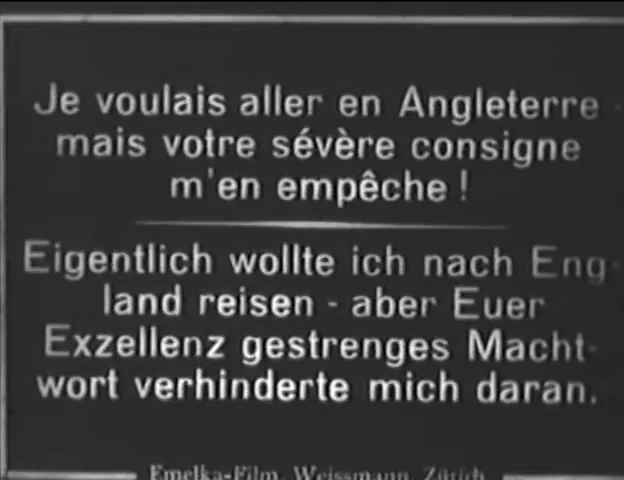 Je voulais aller en Angleterre -
mais votre sévère consigne
m'en empêche !
Eigentlich wollte ich nach Eng-
land reisen - aber Euer
Exzellenz gestrenges Macht-
wort verhinderte mich daran.
Emelka-Film, Weissmann, Zürich